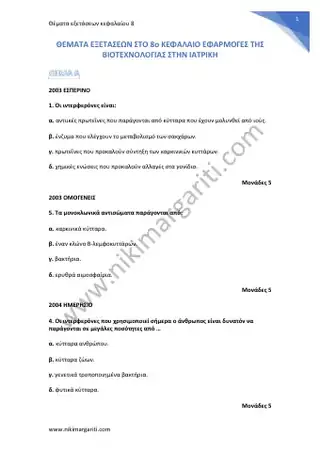 Θέματα εξετάσεων κεφαλαίου 8
1
ΘΕΜΑΤΑ ΕΞΕΤΑΣΕΩΝ ΣΤΟ 8ο ΚΕΦΑΛΑΙΟ ΕΦΑΡΜΟΓΕΣ ΤΗΣ
ΒΙΟΤΕΧΝΟΛΟΓΙΑΣ ΣΤΗΝ ΙΑΤΡΙΚΗ
ΘΕΜΑ Α
2003 ΕΣΠΕΡΙΝΟ
1. Οι ιντερφερόνες είναι:
α. αντιικές πρωτεΐνες που παράγονται από κύτταρα που έχουν μολυνθεί από ιούς.
β. ένζυμα που ελέγχουν το μεταβολισμό των σακχάρων.
γ. πρωτεΐνες που προκαλούν σύντηξη των καρκινικών κυττάρων.
δ. χημικές ενώσεις που προκαλούν αλλαγές στα γονίδια.
Μονάδες 5
2003 ΟΜΟΓΕΝΕΙΣ
5. Τα μονοκλωνικά αντισώματα παράγονται από:
α. καρκινικά κύτταρα.
β. έναν κλώνο Β-λεμφοκυττάρων.
γ. βακτήρια.
δ. ερυθρά αιμοσφαίρια.
Μονάδες 5
2004 ΗΜΕΡΗΣΙΟ
4. Οι ιντερφερόνες που χρησιμοποιεί σήμερα ο άνθρωπος είναι δυνατόν να
παράγονται σε μεγάλες ποσότητες από …
α. κύτταρα ανθρώπου.
β. κύτταρα ζώων.
γ. γενετικά τροποποιημένα βακτήρια.
δ. φυτικά κύτταρα.
Μονάδες 5
www.nikimargariti.com
www.nikimargariti.com